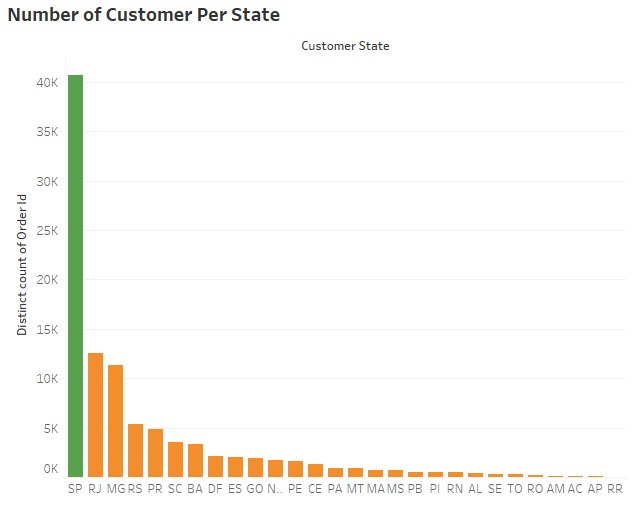 Number of Customer Per State
Customer State
Distinct count of Order Id
40K
35K
30K
25K
20K
15K
10K
5K
0K
SP RJ MG RS PR SC BA DF ES GO N.. PE CE PA MT MA MS PB PI RN AL SE TO RO AM AC AP RR